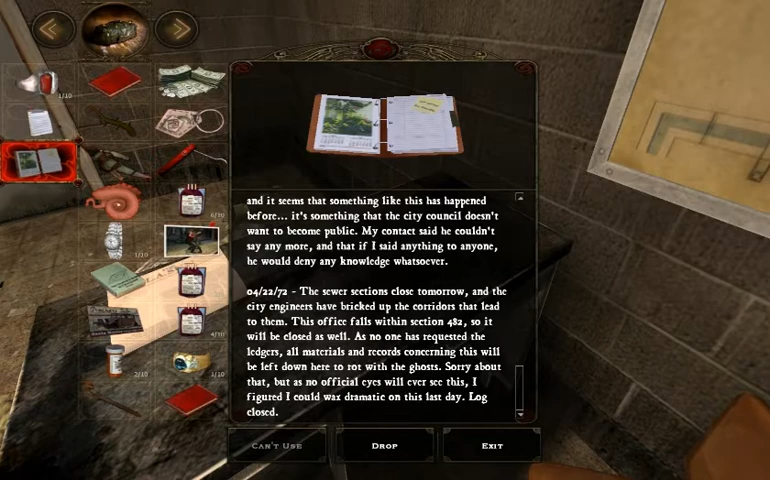 and it seems that something like this has happened
before... it's something that the city council doesn't
want to become public. My contact said he couldn't
say any more, and that if I said anything to anyone,
he would deny any knowledge whatsoever.
04/22/72 - The sewer sections close tomorrow, and the
city engineers have bricked up the corridors that lead
to them. This office falls within section 482, so it
will be closed as well. As no one has requested the
ledgers, all materials and records concerning this will
be left down here to rot with the ghosts. Sorry about
that, but as no official eyes will ever see this, I
figured I could wax dramatic on this last day. Log
closed.
1/10
6/10
1/10
4/10
2/10
1/10
Can't Use
Drop
Exit